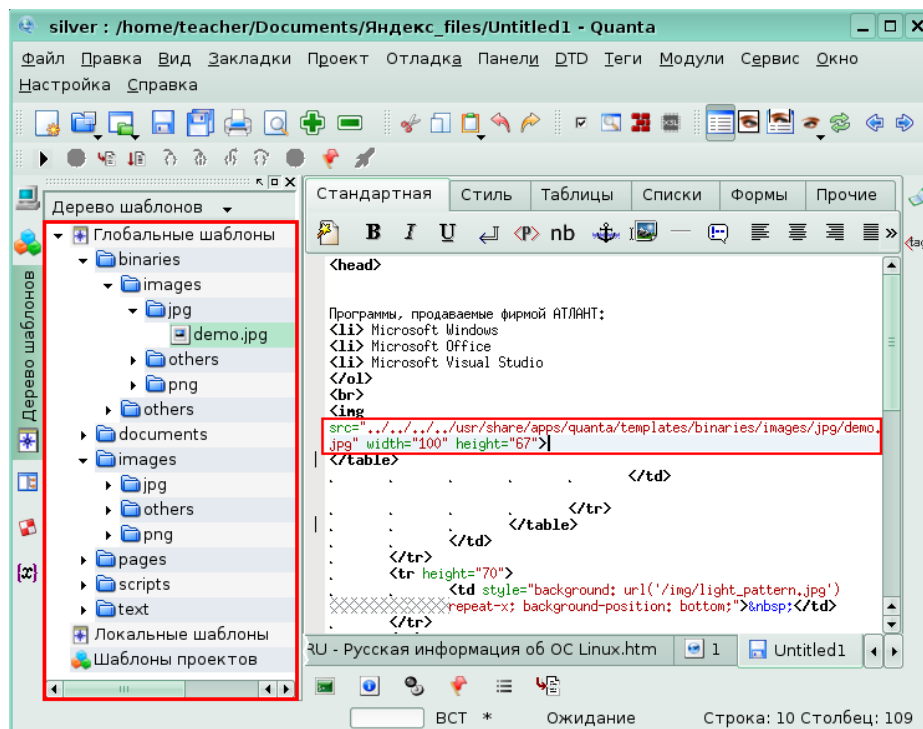 silver : /home/teacher/Documents/Яндекс_files/Untitled1 - Quanta
Файл Правка Вид Закладки Проект Отладка Панели DTD Теги Модули Сервис Окно
Настройка Справка
Дерево шаблонов
Глобальные шаблоны
binaries
images
jpg
demo.jpg
others
png
others
documents
images
jpg
others
png
pages
scripts
text
Локальные шаблоны
Шаблоны проектов
Дерево шаблонов
{x}
Стандартная Стиль Таблицы Списки Формы Прочие
B I U <P> nb »
<head>
Программы, продаваемые фирмой АТЛАНТ:
<li> Microsoft Windows
<li> Microsoft Office
<li> Microsoft Visual Studio
</ol>
<br>
<img
src="../../../../usr/share/apps/quanta/templates/binaries/images/jpg/demo.
jpg" width="100" height="67">
</table>
</td>
</tr>
</table>
</td>
</tr>
<tr height="70">
<td style="background: url('/img/light_pattern.jpg')
repeat-x; background-position: bottom;">&nbsp;</td>
</tr>
RU - Русская информация об ОС Linux.htm 1 Untitled1
ВСТ * Ожидание Строка: 10 Столбец: 109